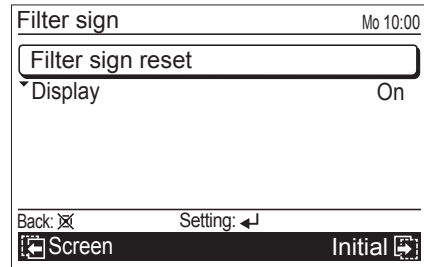 Filter sign Mo 10:00
Filter sign reset
Display On
Back: Setting:
Screen Initial